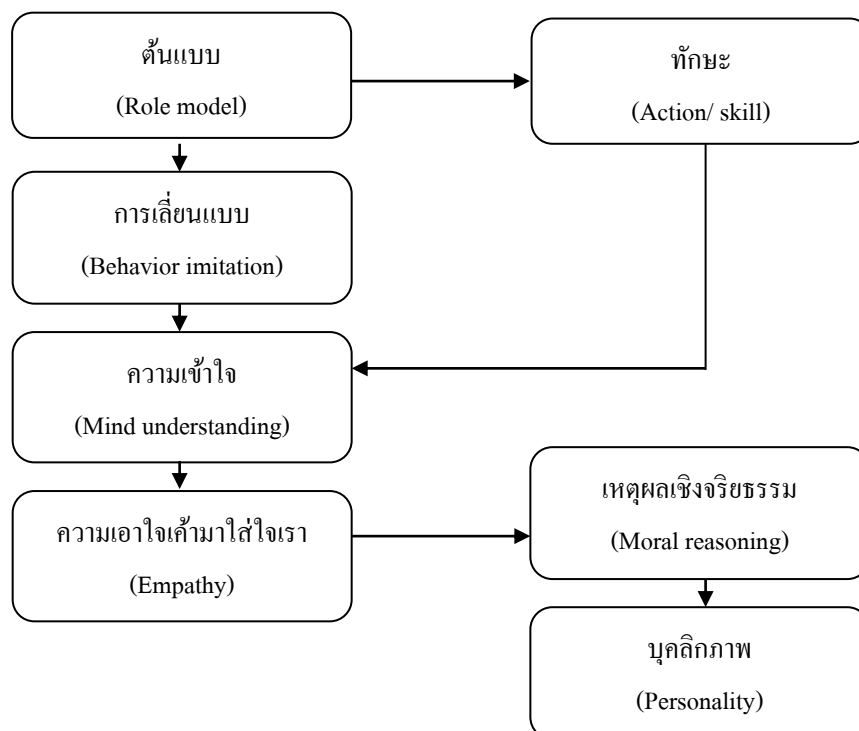 ต้นแบบ
(Role model)
ทักษะ
(Action/ skill)
การเลี่ยนแบบ
(Behavior imitation)
ความเข้าใจ
(Mind understanding)
ความเอาใจเค้ามาใส่ใจเรา
(Empathy)
เหตุผลเชิงจริยธรรม
(Moral reasoning)
บุคลิกภาพ
(Personality)